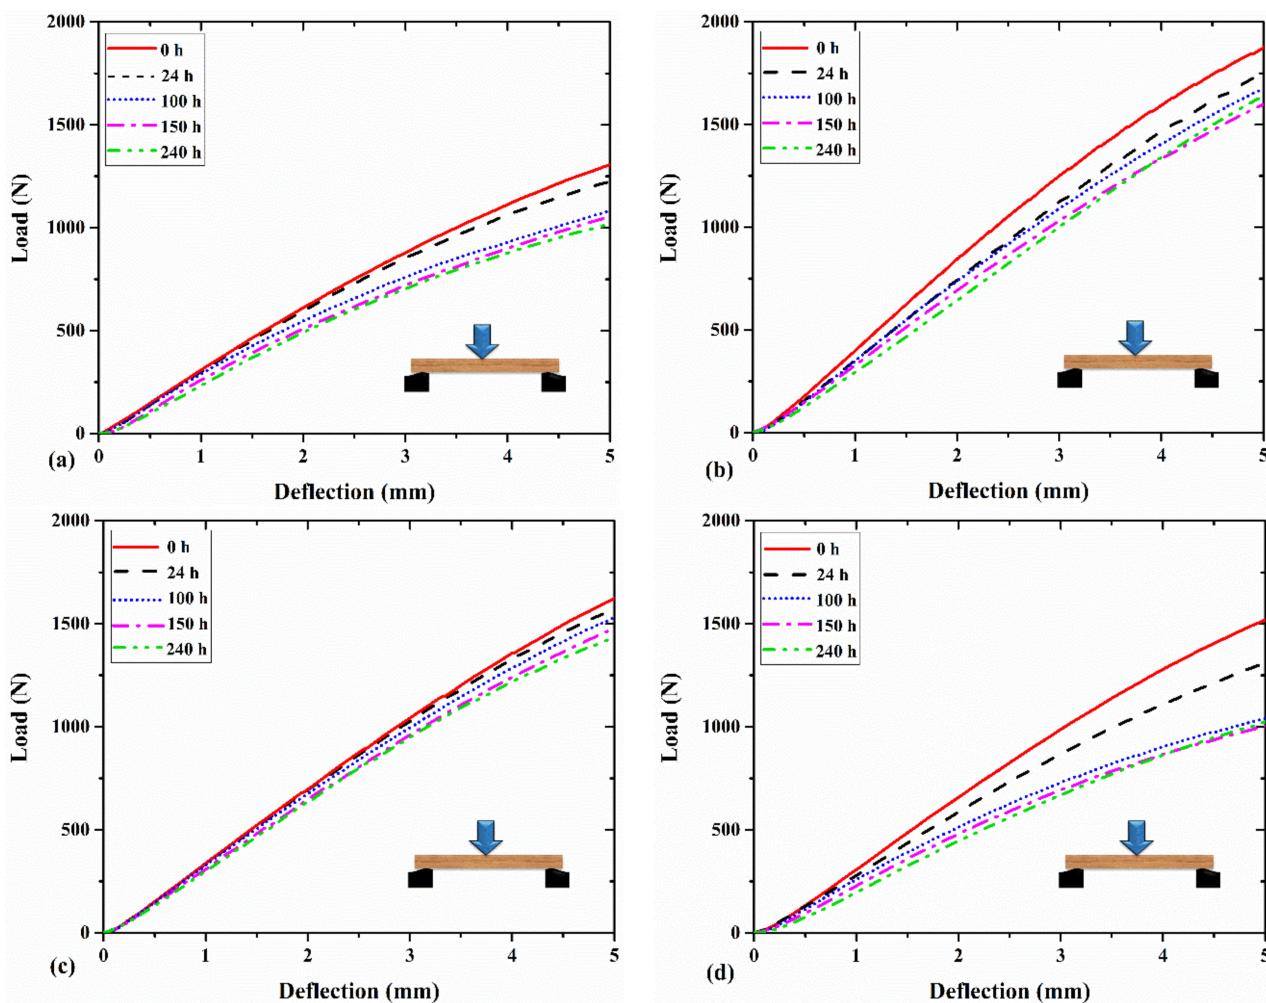 2000
1500
1000
500
0
Load (N)
0 h
24 h
100 h
150 h
240 h
0 1 2 3 4 5
(a)
Deflection (mm)
2000
1500
1000
500
0
Load (N)
0 h
24 h
100 h
150 h
240 h
0 1 2 3 4 5
(b)
Deflection (mm)
2000
1500
1000
500
0
Load (N)
0 h
24 h
100 h
150 h
240 h
0 1 2 3 4 5
(c)
Deflection (mm)
2000
1500
1000
500
0
Load (N)
0 h
24 h
100 h
150 h
240 h
0 1 2 3 4 5
(d)
Deflection (mm)